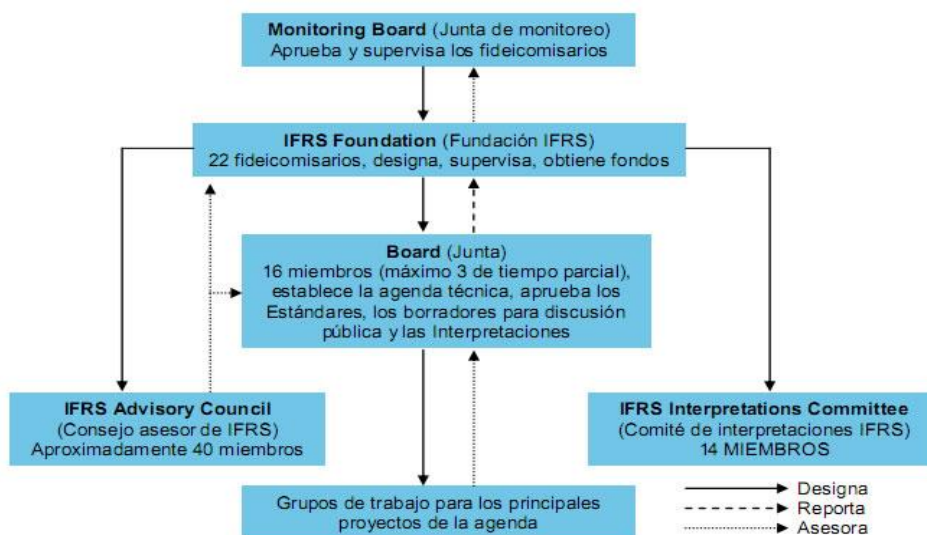 Monitoring Board (Junta de monitoreo)
Aprueba y supervisa los fideicomisarios
IFRS Foundation (Fundación IFRS)
22 fideicomisarios, designa, supervisa, obtiene fondos
Board (Junta)
16 miembros (máximo 3 de tiempo parcial),
establece la agenda técnica, aprueba los
Estándares, los borradores para discusión
pública y las Interpretaciones
IFRS Advisory Council
(Consejo asesor de IFRS)
Aproximadamente 40 miembros
IFRS Interpretations Committee
(Comité de interpretaciones IFRS)
14 MIEMBROS
Grupos de trabajo para los principales
proyectos de la agenda
Designa
Reporta
Asesora